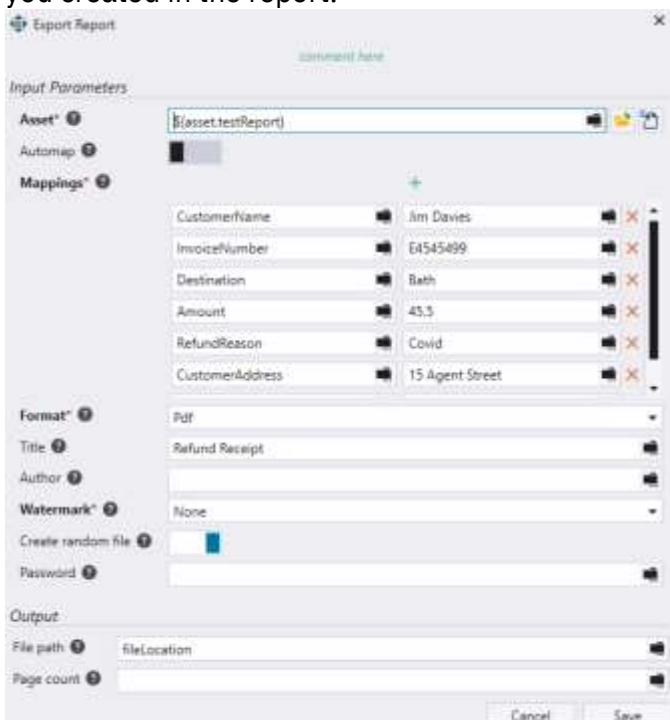 you created in the report.
Export Report
comment here
Input Parameters
Asset* ${asset.testReport}
Automap
Mappings* +
CustomerName Jim Davies
InvoiceNumber E4545499
Destination Bath
Amount 45.5
RefundReason Covid
CustomerAddress 15 Agent Street
Format* Pdf
Title Refund Receipt
Author
Watermark* None
Create random file
Password
Output
File path fileLocation
Page count
Cancel Save